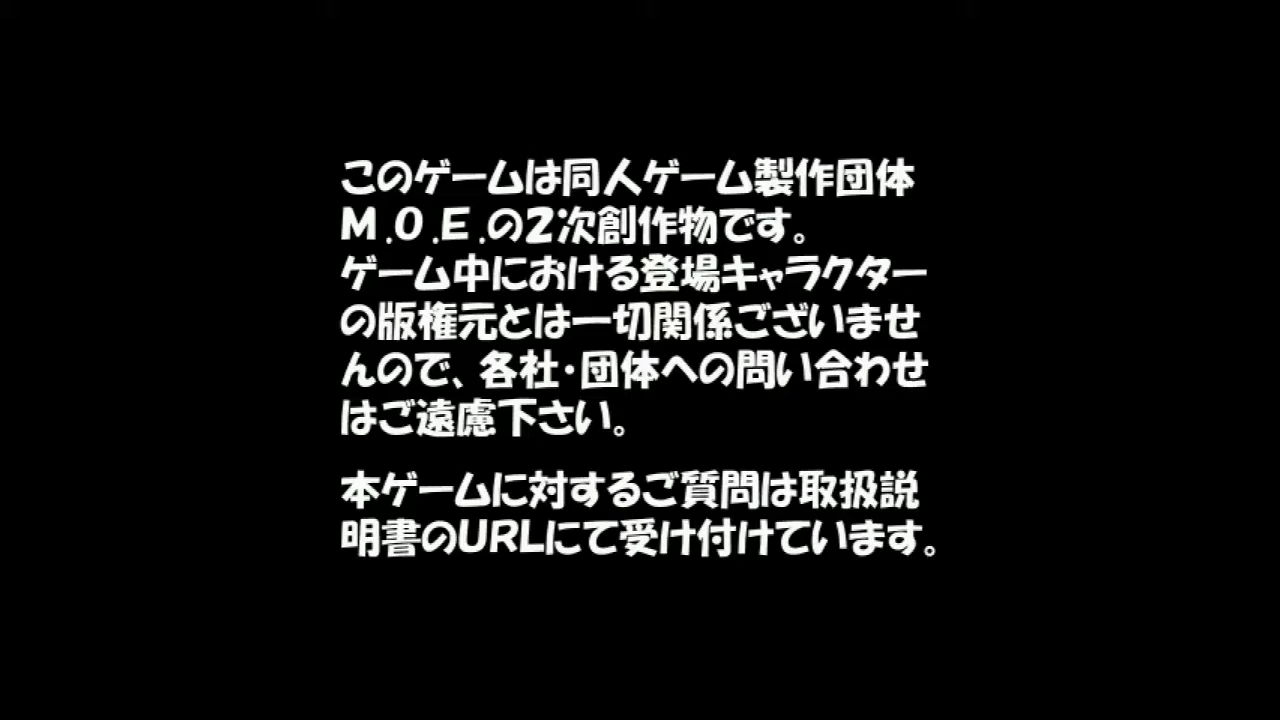 このゲームは同人ゲーム製作団体
Ｍ.Ｏ.Ｅ.の２次創作物です。
ゲーム中における登場キャラクター
の版権元とは一切関係ございませ
んので、各社・団体への問い合わせ
はご遠慮下さい。
本ゲームに対するご質問は取扱説
明書のURLにて受け付けています。